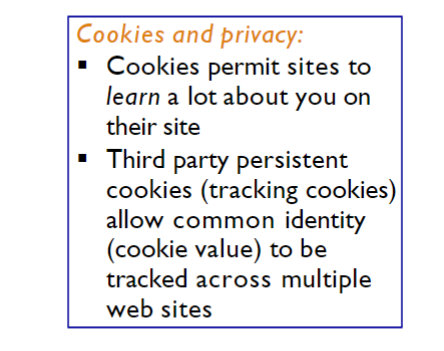 Cookies and privacy:
▪ Cookies permit sites to
learn a lot about you on
their site
▪ Third party persistent
cookies (tracking cookies)
allow common identity
(cookie value) to be
tracked across multiple
web sites